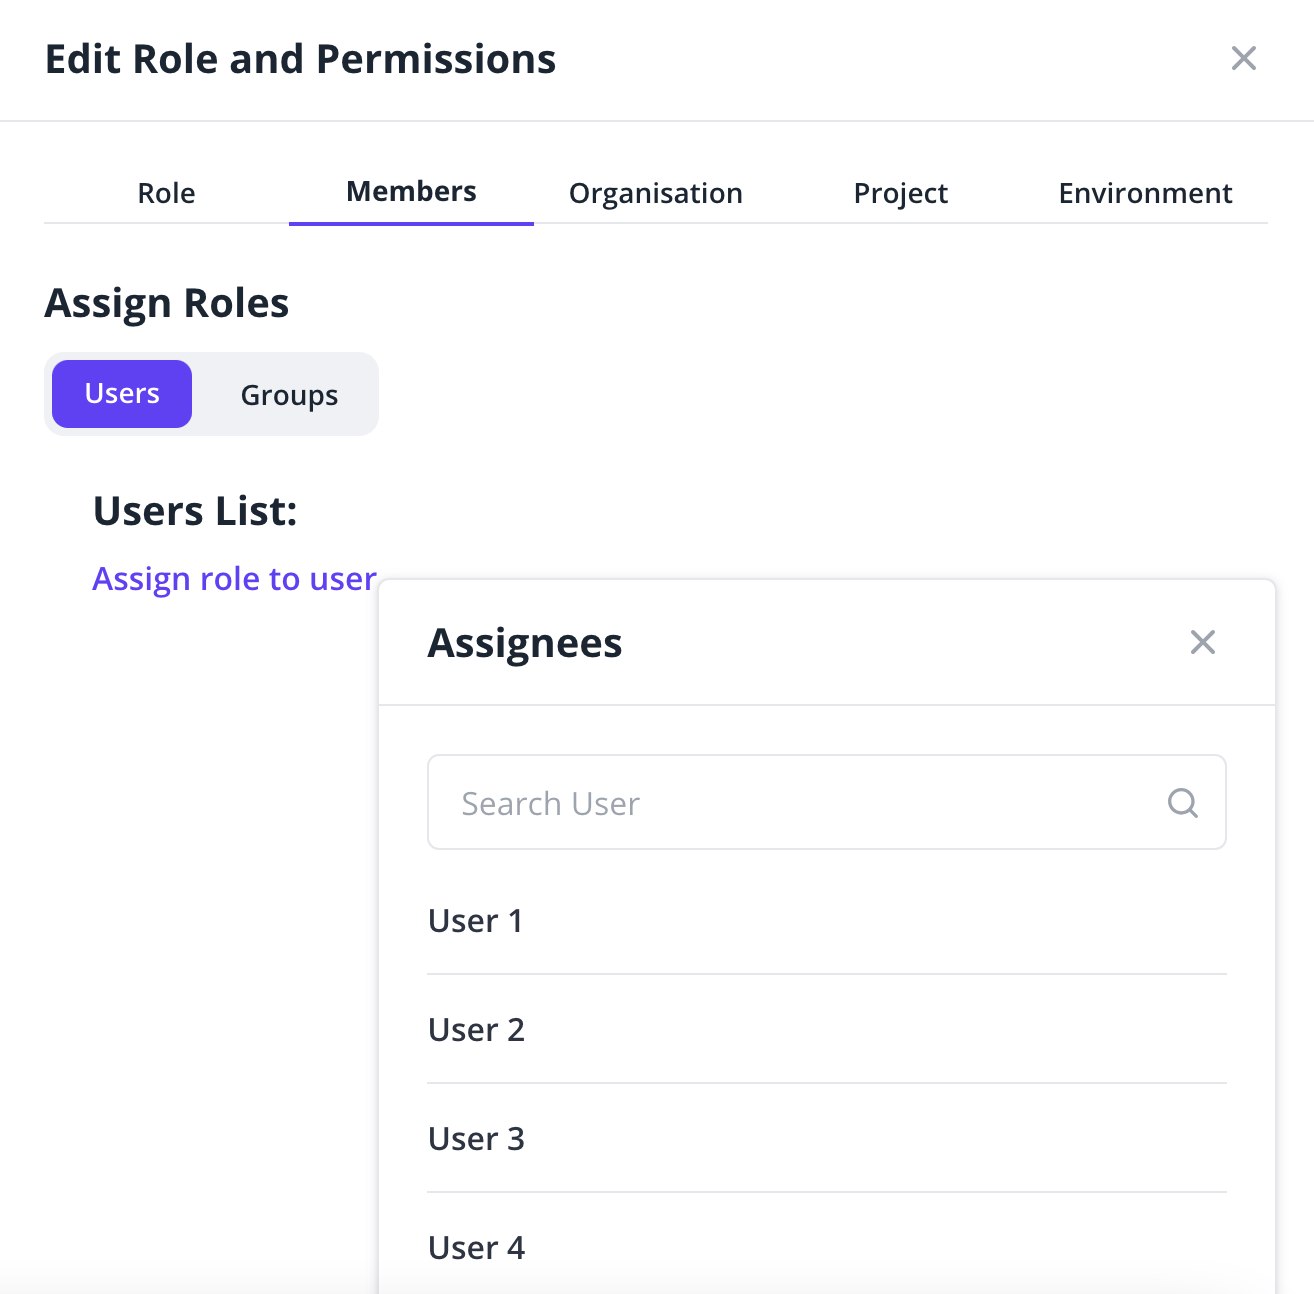 Edit Role and Permissions
Role Members Organisation Project Environment
Assign Roles
Users Groups
Users List:
Assign role to user
Assignees
Search User
User 1
User 2
User 3
User 4